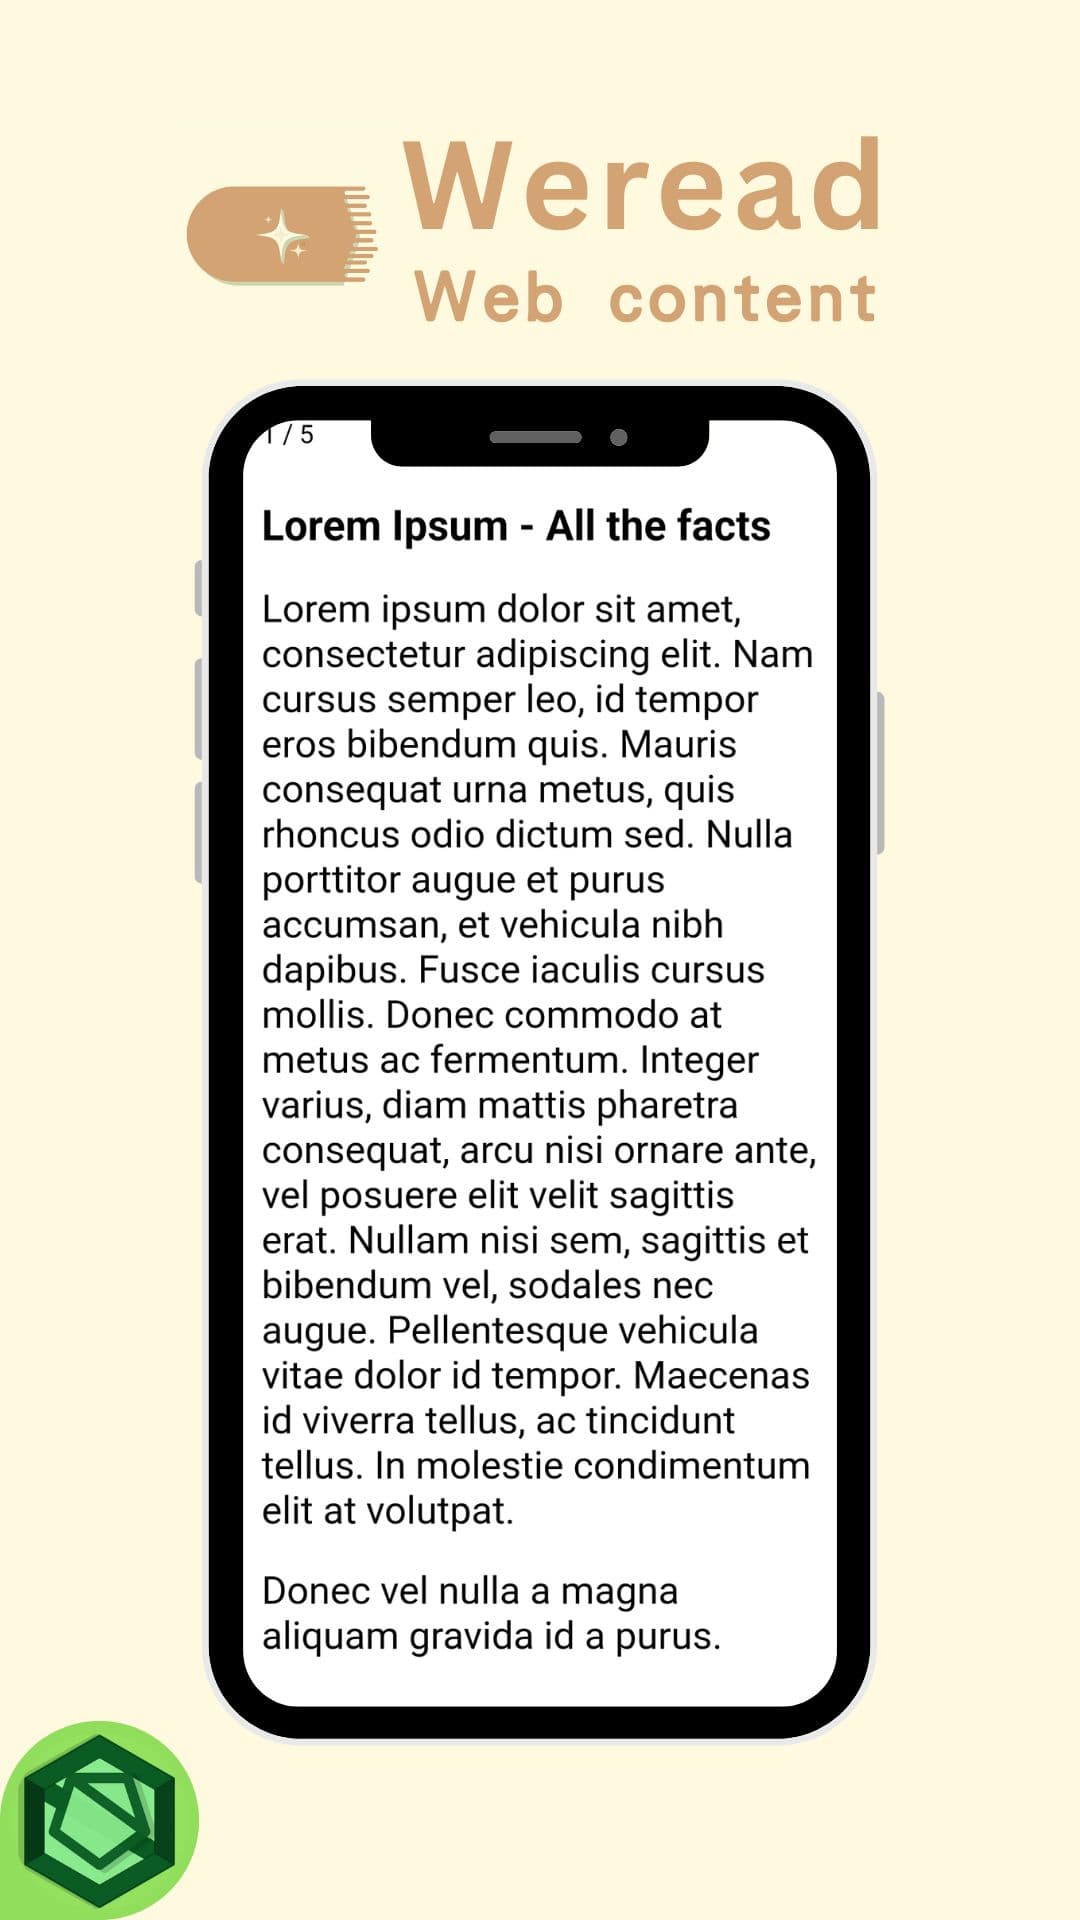 Weread
Web content
1 / 5
Lorem Ipsum - All the facts
Lorem ipsum dolor sit amet,
consectetur adipiscing elit. Nam
cursus semper leo, id tempor
eros bibendum quis. Mauris
consequat urna metus, quis
rhoncus odio dictum sed. Nulla
porttitor augue et purus
accumsan, et vehicula nibh
dapibus. Fusce iaculis cursus
mollis. Donec commodo at
metus ac fermentum. Integer
varius, diam mattis pharetra
consequat, arcu nisi ornare ante,
vel posuere elit velit sagittis
erat. Nullam nisi sem, sagittis et
bibendum vel, sodales nec
augue. Pellentesque vehicula
vitae dolor id tempor. Maecenas
id viverra tellus, ac tincidunt
tellus. In molestie condimentum
elit at volutpat.
Donec vel nulla a magna
aliquam gravida id a purus.